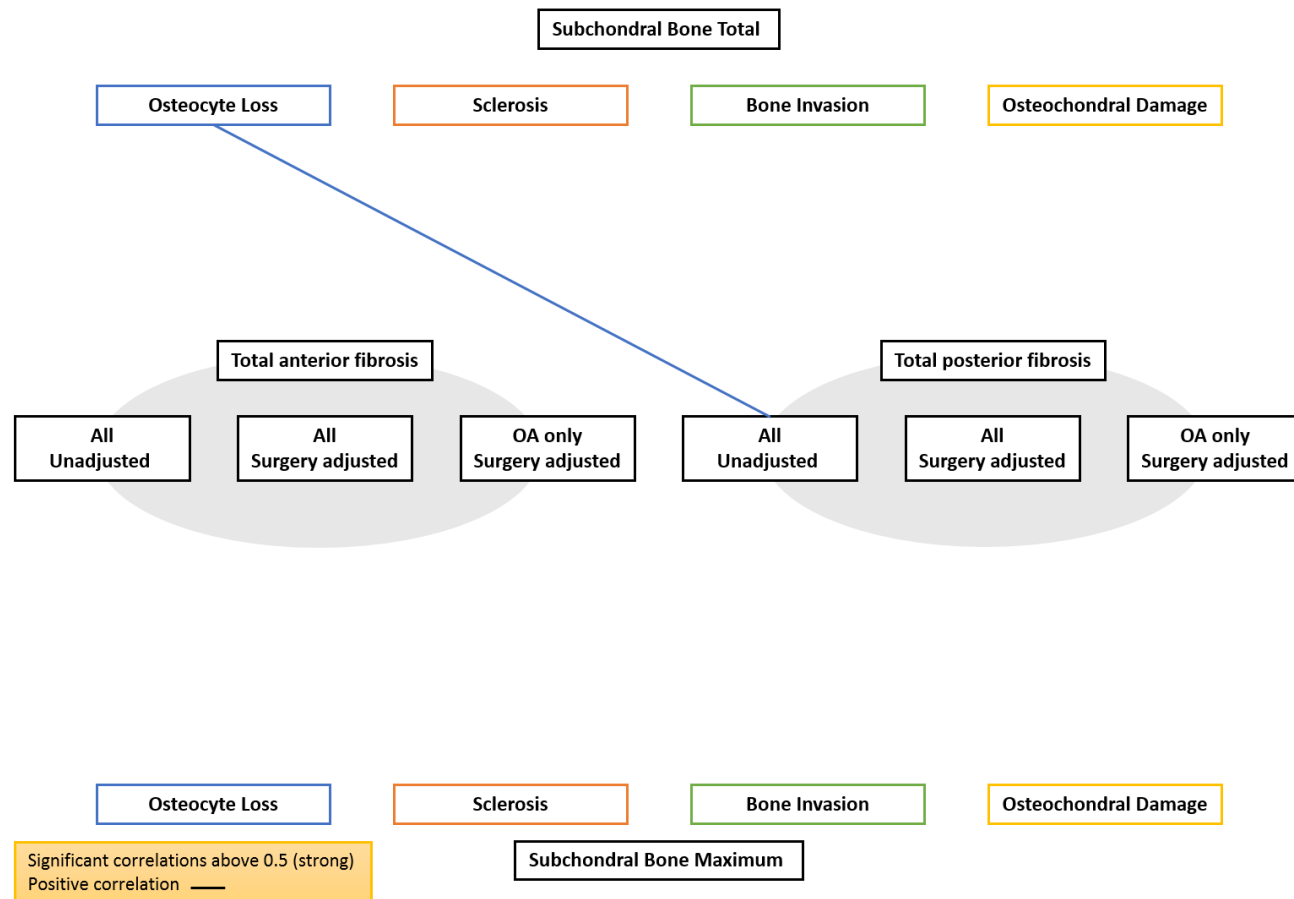 Subchondral Bone Total
Osteocyte Loss
Sclerosis
Bone Invasion
Osteochondral Damage
Total anterior fibrosis
Total posterior fibrosis
All
Unadjusted
All
Surgery adjusted
OA only
Surgery adjusted
All
Unadjusted
All
Surgery adjusted
OA only
Surgery adjusted
Osteocyte Loss
Sclerosis
Bone Invasion
Osteochondral Damage
Subchondral Bone Maximum
Significant correlations above 0.5 (strong)
Positive correlation